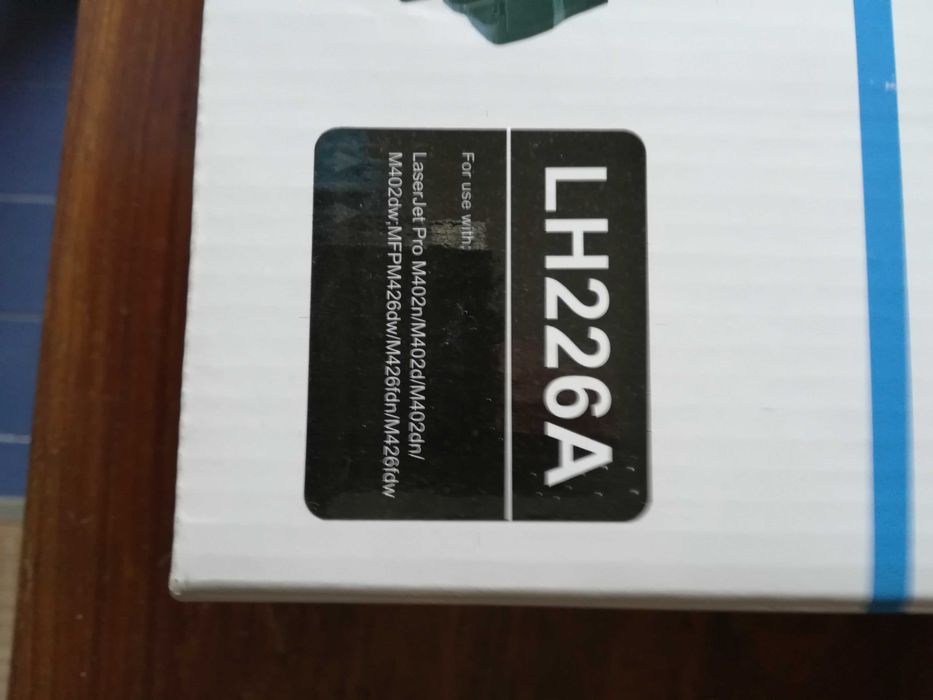 LH226A
For use with:
LaserJet Pro M402n/M402d/M402dn/
M402dw;MFPM426dw/M426fdn/M426fdw